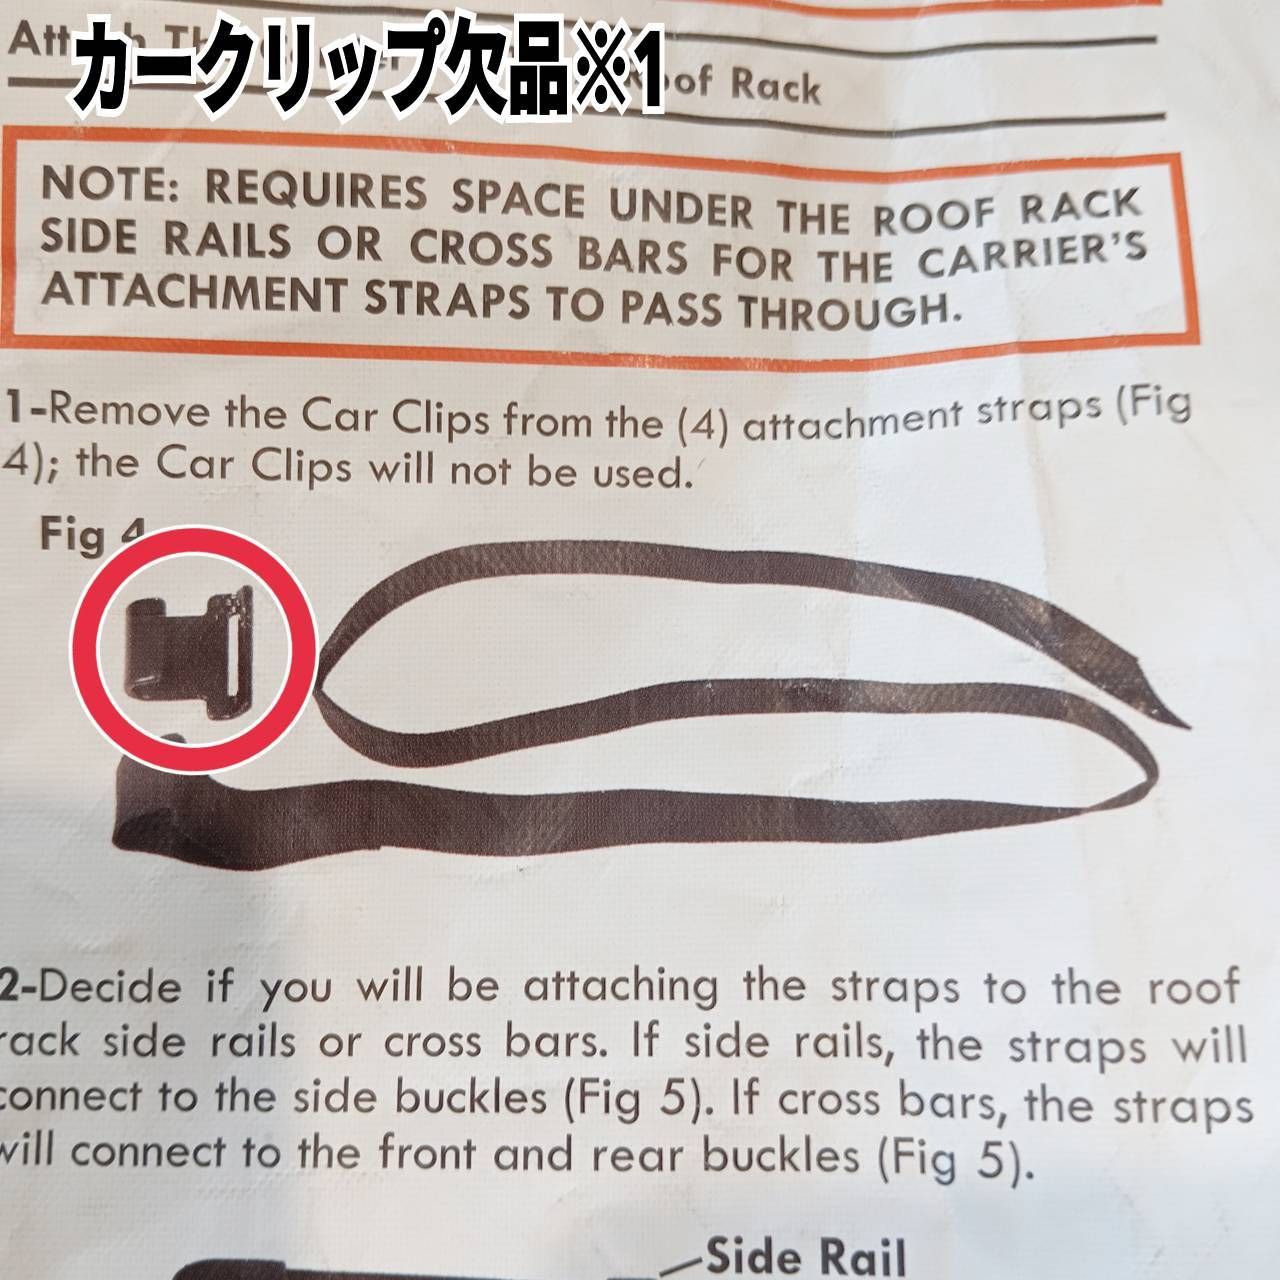 カークリップ欠品※1
of Rack
NOTE: REQUIRES SPACE UNDER THE ROOF RACK
SIDE RAILS OR CROSS BARS FOR THE CARRIER'S
ATTACHMENT STRAPS TO PASS THROUGH.
1-Remove the Car Clips from the (4) attachment straps (Fig
4); the Car Clips will not be used.
Fig 4
2-Decide if you will be attaching the straps to the roof
rack side rails or cross bars. If side rails, the straps will
connect to the side buckles (Fig 5). If cross bars, the straps
will connect to the front and rear buckles (Fig 5).
Side Rail